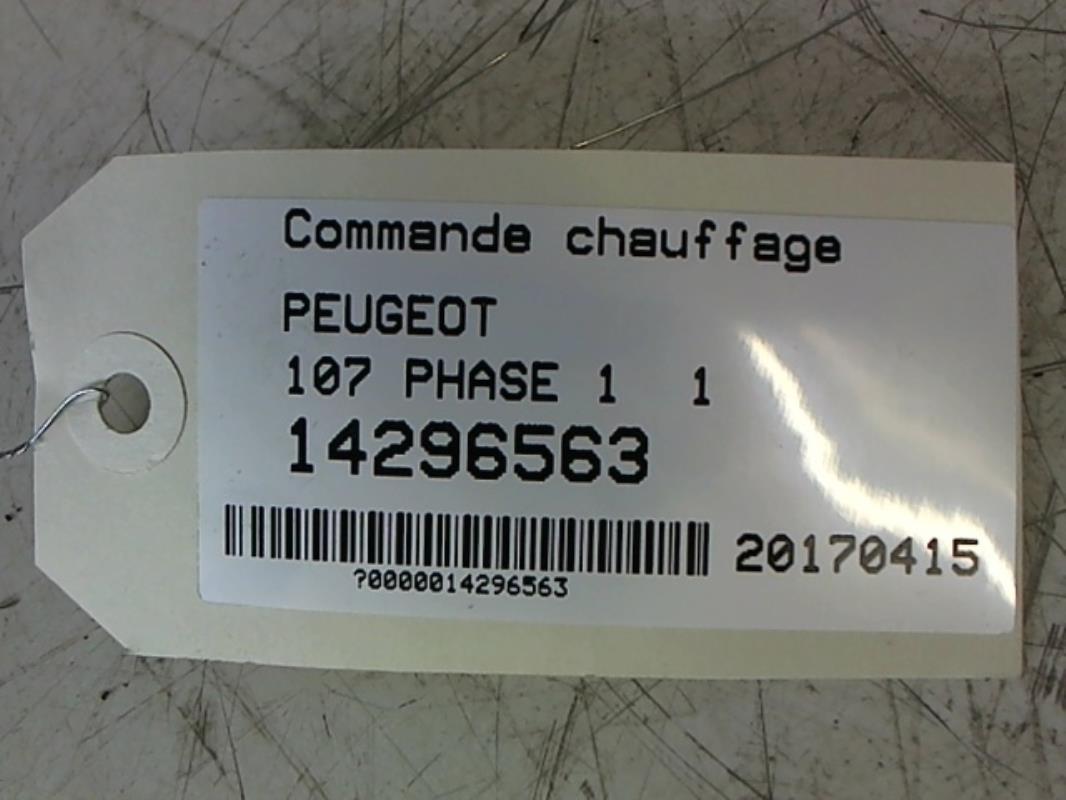 Commande chauffage
PEUGEOT
107 PHASE 1 1
14296563
20170415
?0000014296563